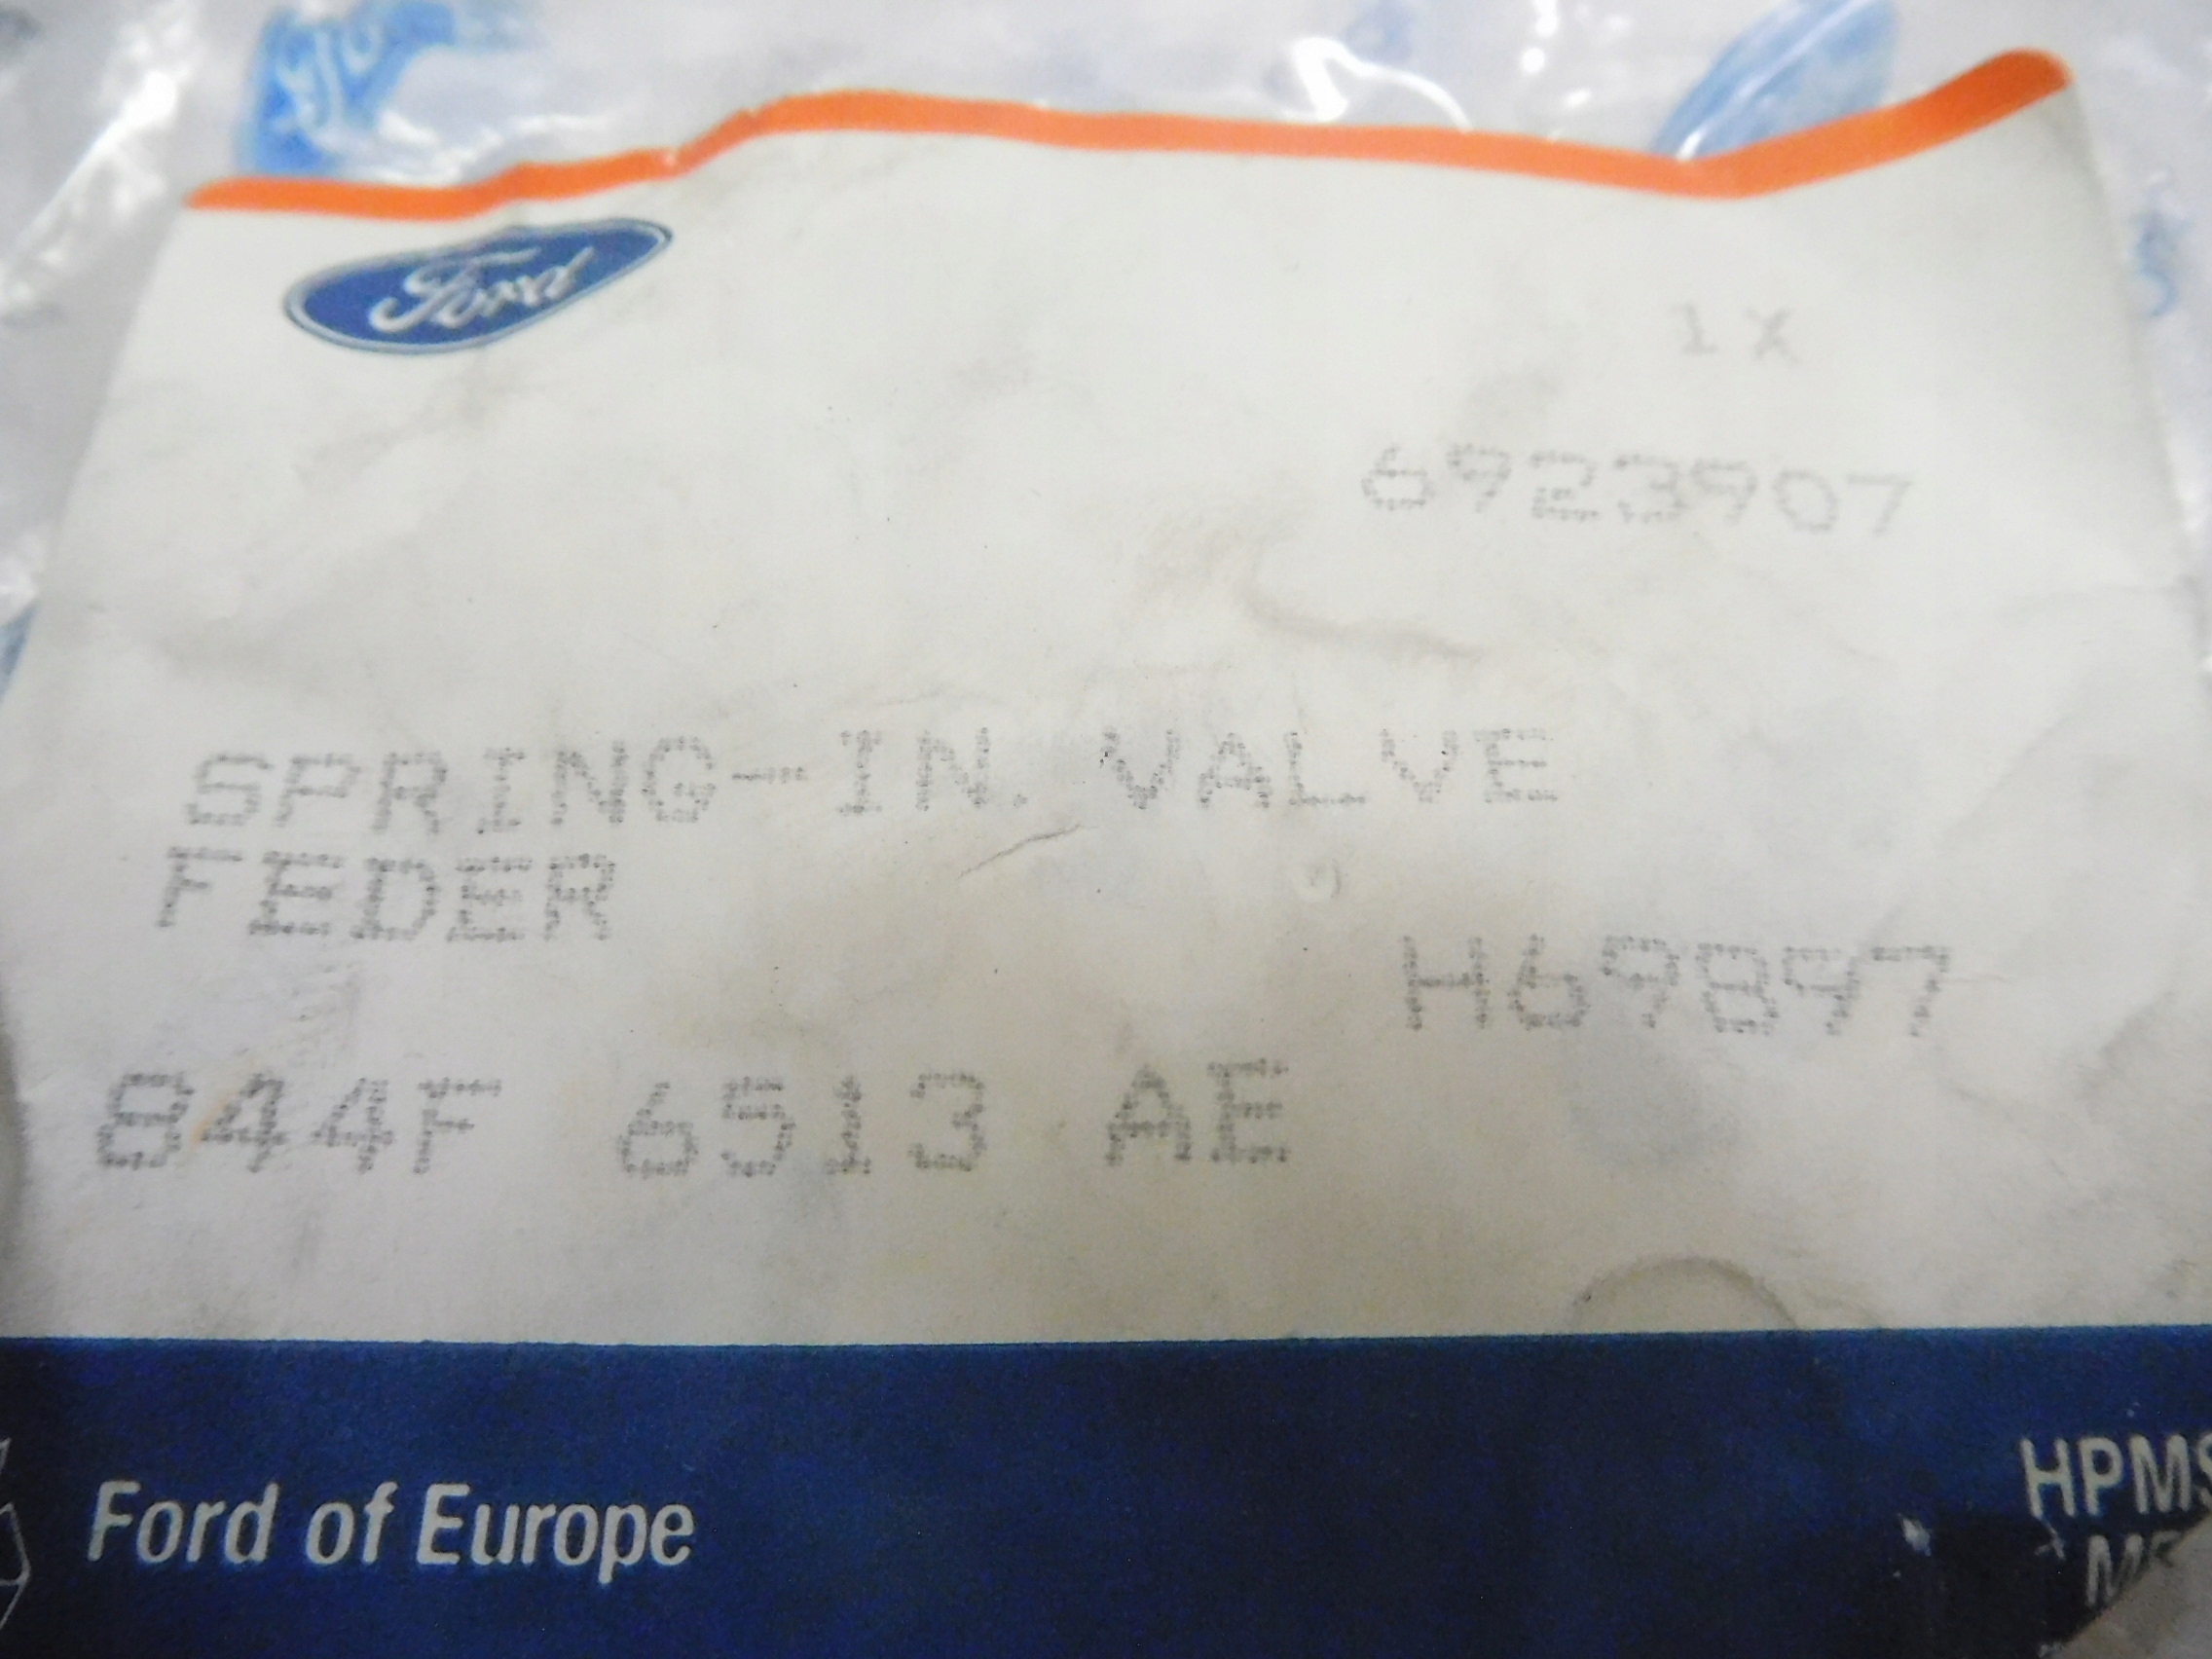 Ford
1X
6923907
SPRING-IN. VALVE
FEDER
H69897
844F 6513 AE
Ford of Europe
HPMS